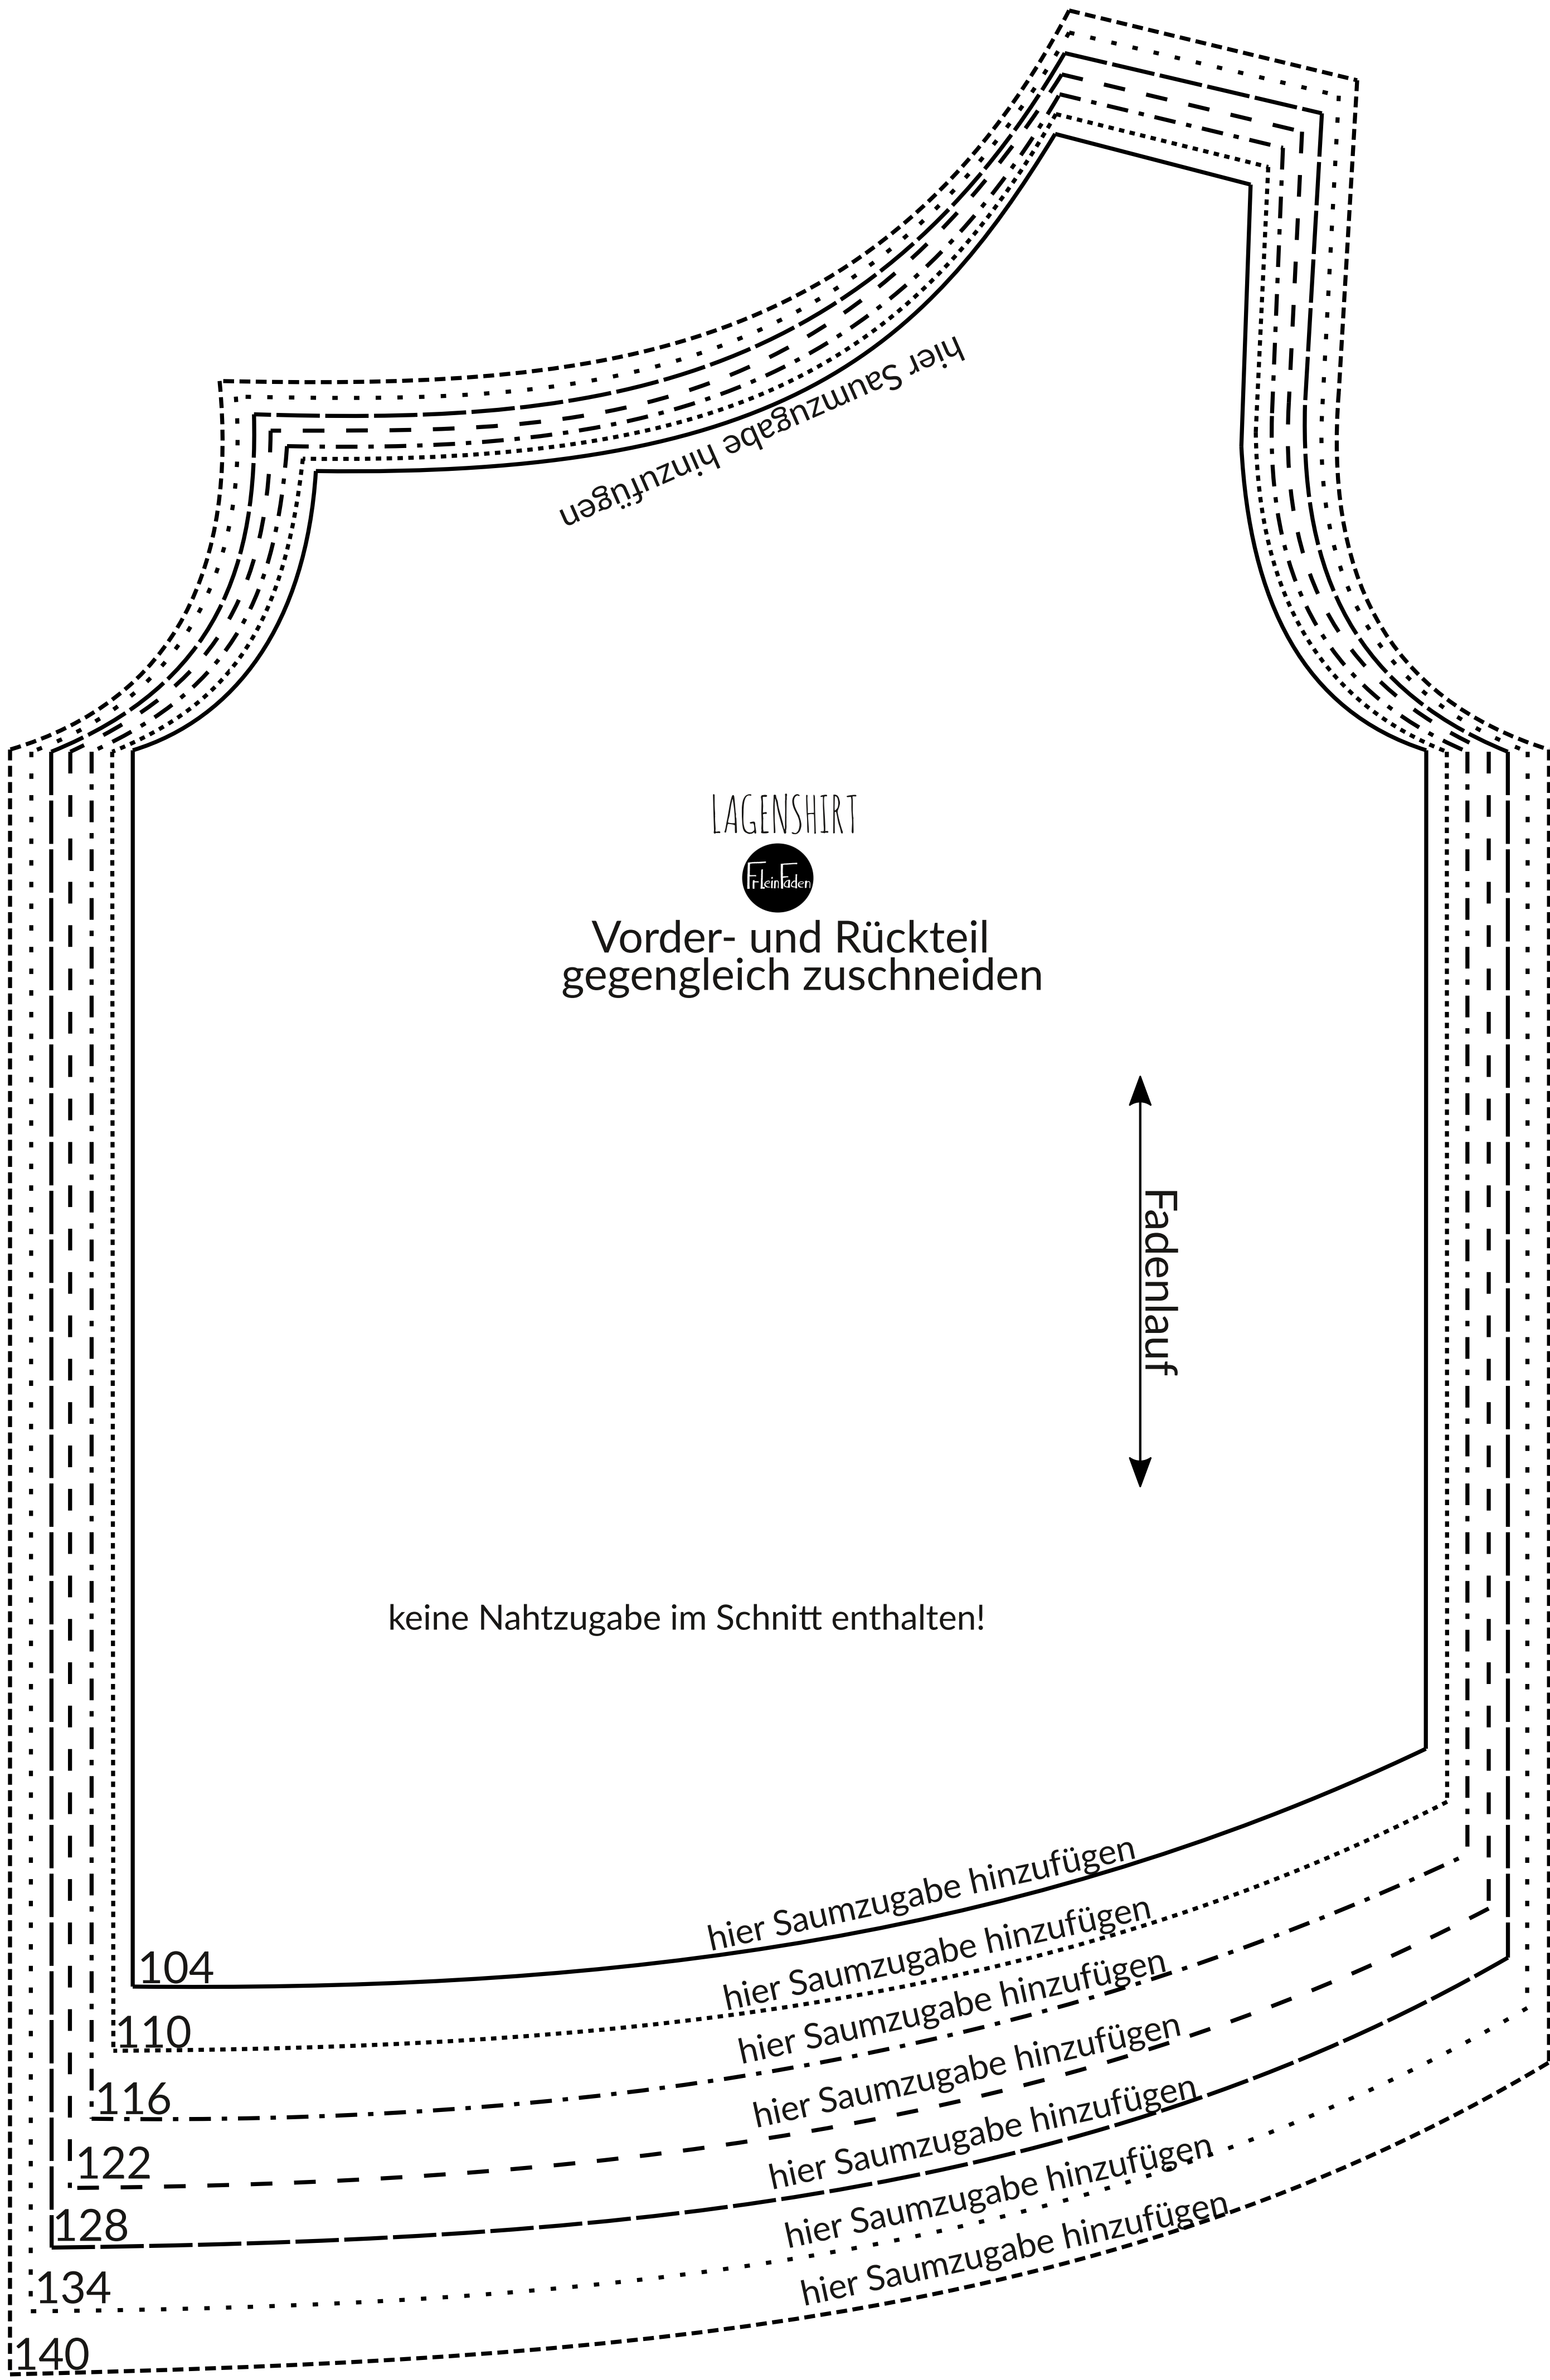 hier Saumzugabe hinzufügen
LAGENSHIRT
FrLeinFaden
Vorder- und Rückteil
gegengleich zuschneiden
Fadenlauf
keine Nahtzugabe im Schnitt enthalten!
hier Saumzugabe hinzufügen
104
hier Saumzugabe hinzufügen
110
hier Saumzugabe hinzufügen
116
hier Saumzugabe hinzufügen
122
hier Saumzugabe hinzufügen
128
hier Saumzugabe hinzufügen
134
hier Saumzugabe hinzufügen
140